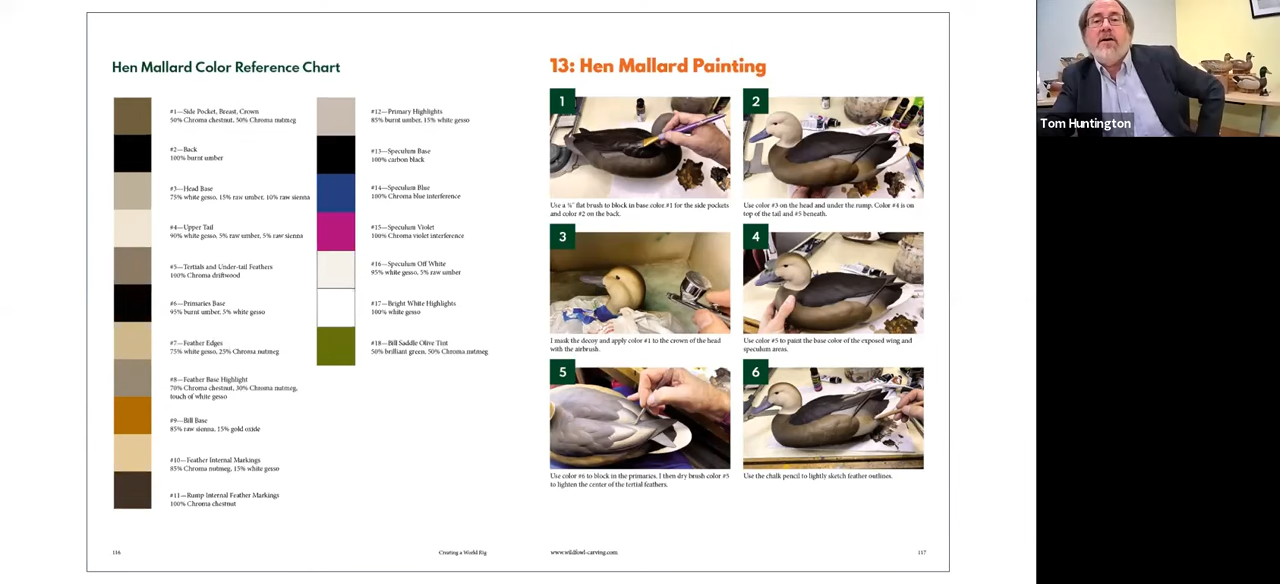 Hen Mallard Color Reference Chart
#1—Side Pocket, Breast, Crown
50% Chroma chestnut, 50% Chroma nutmeg
#2—Back
100% burnt umber
#3—Head Base
75% white gesso, 15% raw umber, 10% raw sienna
#4—Upper Tail
90% white gesso, 5% raw umber, 5% raw sienna
#5—Tertials and Under-tail Feathers
100% Chroma driftwood
#6—Primaries Base
95% burnt umber, 5% white gesso
#7—Feather Edges
75% white gesso, 25% Chroma nutmeg
#8—Feather Base Highlight
70% Chroma chestnut, 30% Chroma nutmeg,
touch of white gesso
#9—Bill Base
85% raw sienna, 15% gold oxide
#10—Feather Internal Markings
85% Chroma nutmeg, 15% white gesso
#11—Rump Internal Feather Markings
100% Chroma chestnut
#12—Primary Highlights
85% burnt umber, 15% white gesso
#13—Speculum Base
100% carbon black
#14—Speculum Blue
100% Chroma blue interference
#15—Speculum Violet
100% Chroma violet interference
#16—Speculum Off White
95% white gesso, 5% raw umber
#17—Bright White Highlights
100% white gesso
#18—Bill Saddle Olive Tint
50% brilliant green, 50% Chroma nutmeg
116
Creating a World Rig
13: Hen Mallard Painting
1
Use a ¾" flat brush to block in base color #1 for the side pockets
and color #2 on the back.
2
Use color #3 on the head and under the rump. Color #4 is on
top of the tail and #5 beneath.
3
I mask the decoy and apply color #1 to the crown of the head
with the airbrush.
4
Use color #5 to paint the base color of the exposed wing and
speculum areas.
5
Use color #6 to block in the primaries. I then dry brush color #5
to lighten the center of the tertial feathers.
6
Use the chalk pencil to lightly sketch feather outlines.
www.wildfowl-carving.com
117
Tom Huntington